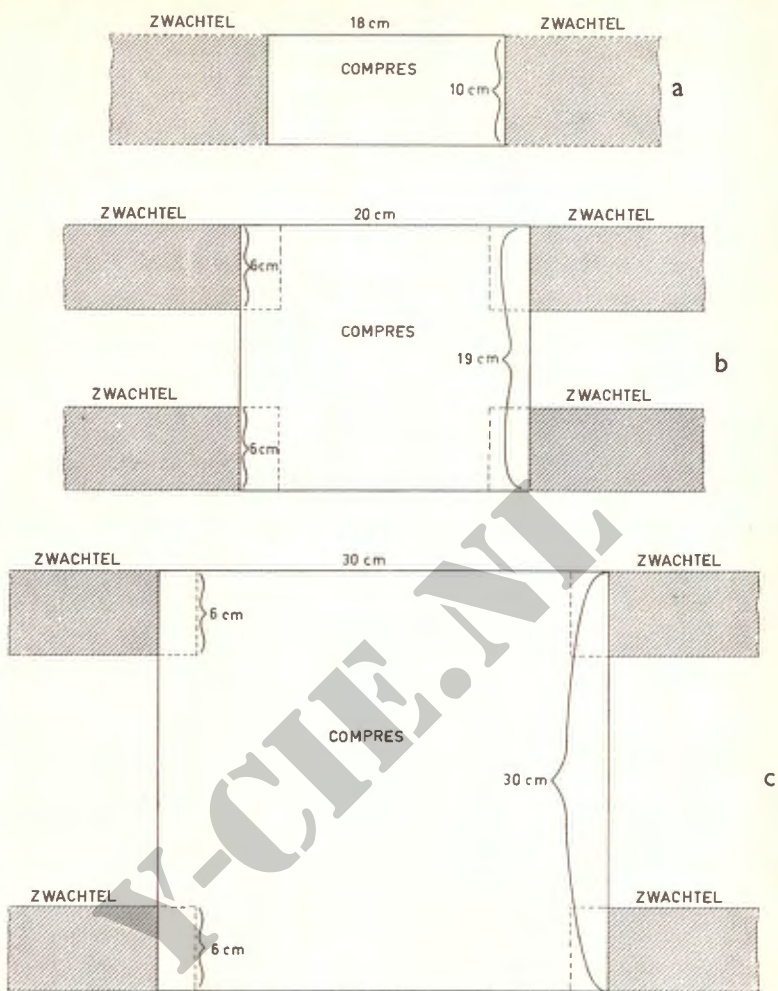 ZWACHTEL 18 cm ZWACHTEL
COMPRES
10 cm
a
ZWACHTEL 20 cm ZWACHTEL
6cm
COMPRES
19 cm
b
ZWACHTEL ZWACHTEL
6cm
ZWACHTEL 30 cm ZWACHTEL
6 cm
COMPRES
30 cm
c
ZWACHTEL ZWACHTEL
6 cm
Y-CIE.NL